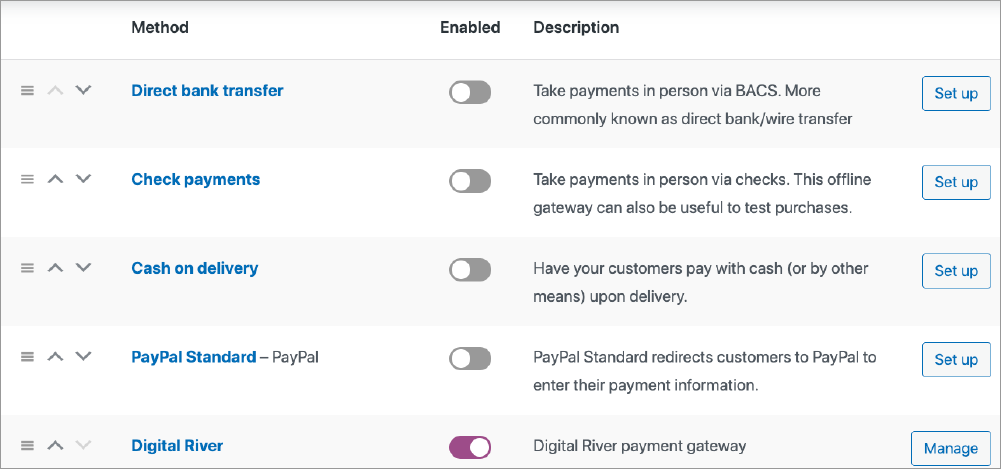 Method Enabled Description
Direct bank transfer Take payments in person via BACS. More Set up
commonly known as direct bank/wire transfer
Check payments Take payments in person via checks. This offline Set up
gateway can also be useful to test purchases.
Cash on delivery Have your customers pay with cash (or by other Set up
means) upon delivery.
PayPal Standard – PayPal PayPal Standard redirects customers to PayPal to Set up
enter their payment information.
Digital River Digital River payment gateway Manage